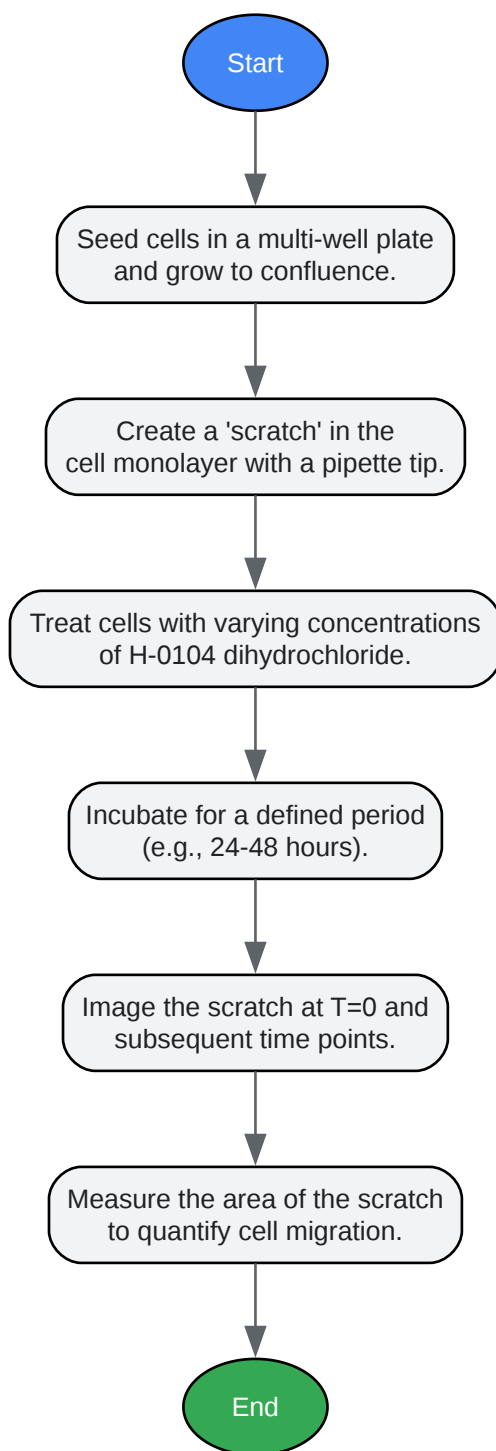 Start
Seed cells in a multi-well plate
and grow to confluence.
Create a 'scratch' in the
cell monolayer with a pipette tip.
Treat cells with varying concentrations
of H-0104 dihydrochloride.
Incubate for a defined period
(e.g., 24-48 hours).
Image the scratch at T=0 and
subsequent time points.
Measure the area of the scratch
to quantify cell migration.
End